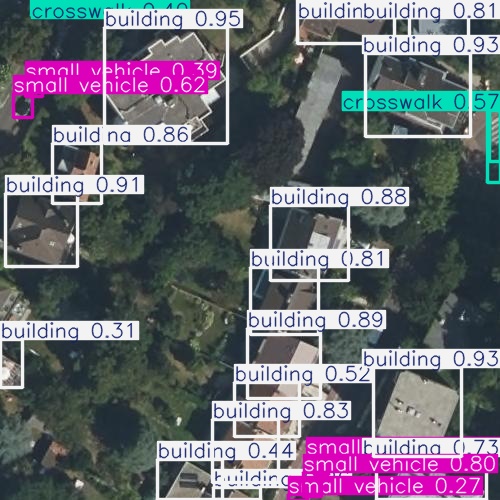 crosswalk 0.40
building 0.95
building
building 0.81
building 0.93
small vehicle 0.39
small vehicle 0.62
crosswalk 0.57
building 0.86
building 0.91
building 0.88
building 0.81
building 0.89
building 0.31
building 0.93
building 0.52
building 0.83
building 0.44
small
building 0.73
small vehicle 0.80
building
small vehicle 0.27